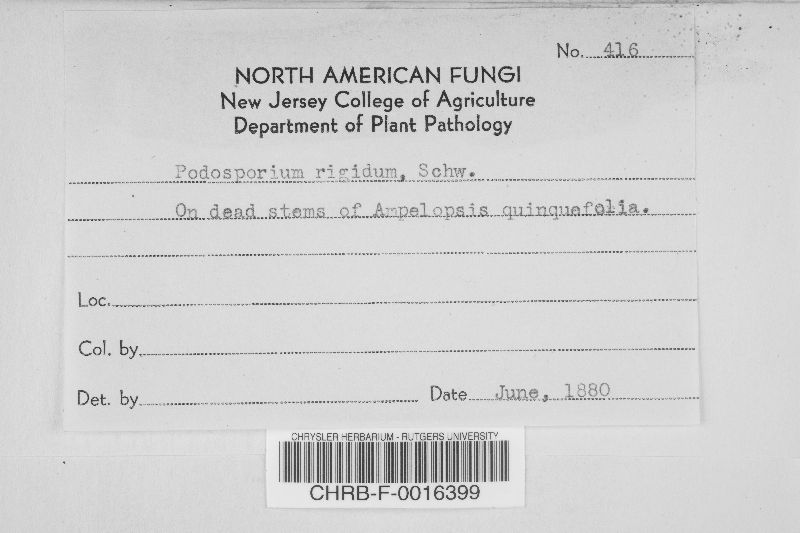 No. 416
NORTH AMERICAN FUNGI
New Jersey College of Agriculture
Department of Plant Pathology
Podosporium rigidum, Schw.
On dead stems of Ampelopsis quinquefolia.
Loc.
Col. by
Det. by Date June, 1880
CHRYSLER HERBARIUM - RUTGERS UNIVERSITY
CHRB-F-0016399